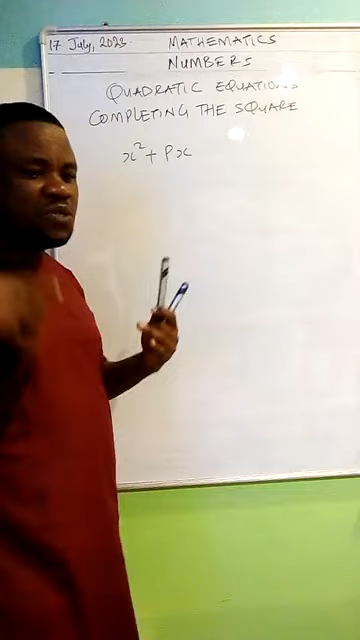 17 July, 2023. MATHEMATICS
NUMBERS
QUADRATIC EQUATIONS
COMPLETING THE SQUARE
x² + Px